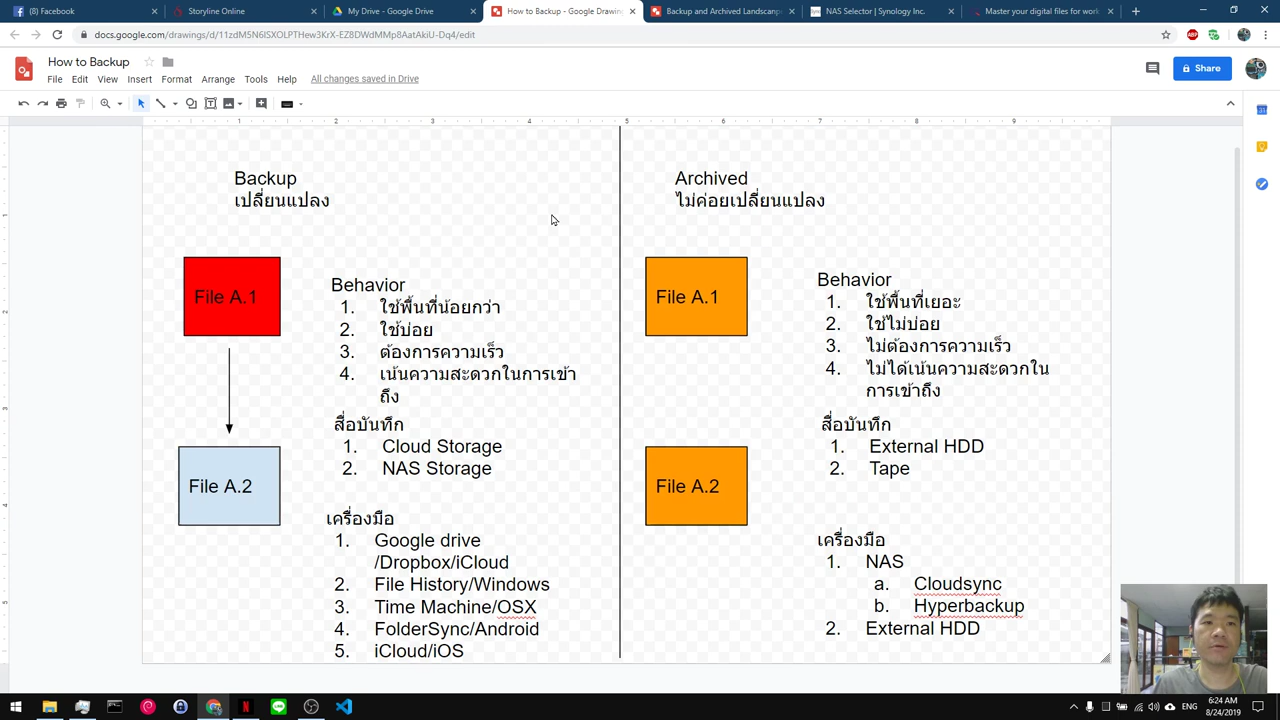 (8) Facebook
Storyline Online
My Drive - Google Drive
How to Backup - Google Drawin
Backup and Archived Landscanp
NAS Selector | Synology Inc.
Master your digital files for work
docs.google.com/drawings/d/11zdM5N6ISXOLPTHew3KrX-EZ8DWdMMp8AatAkiU-Dq4/edit
How to Backup
File Edit View Insert Format Arrange Tools Help All changes saved in Drive
Share
1 2 3 4 5 6 7 8 9
Backup
เปลี่ยนแปลง
File A.1
Behavior
1. ใช้พื้นที่น้อยกว่า
2. ใช้บ่อย
3. ต้องการความเร็ว
4. เน้นความสะดวกในการเข้า
ถึง
สื่อบันทึก
1. Cloud Storage
2. NAS Storage
File A.2
เครื่องมือ
1. Google drive
/Dropbox/iCloud
2. File History/Windows
3. Time Machine/OSX
4. FolderSync/Android
5. iCloud/iOS
Archived
ไม่ค่อยเปลี่ยนแปลง
File A.1
Behavior
1. ใช้พื้นที่เยอะ
2. ใช้ไม่บ่อย
3. ไม่ต้องการความเร็ว
4. ไม่ได้เน้นความสะดวกใน
การเข้าถึง
สื่อบันทึก
1. External HDD
2. Tape
File A.2
เครื่องมือ
1. NAS
a. Cloudsync
b. Hyperbackup
2. External HDD
ENG
6:24 AM
8/24/2019